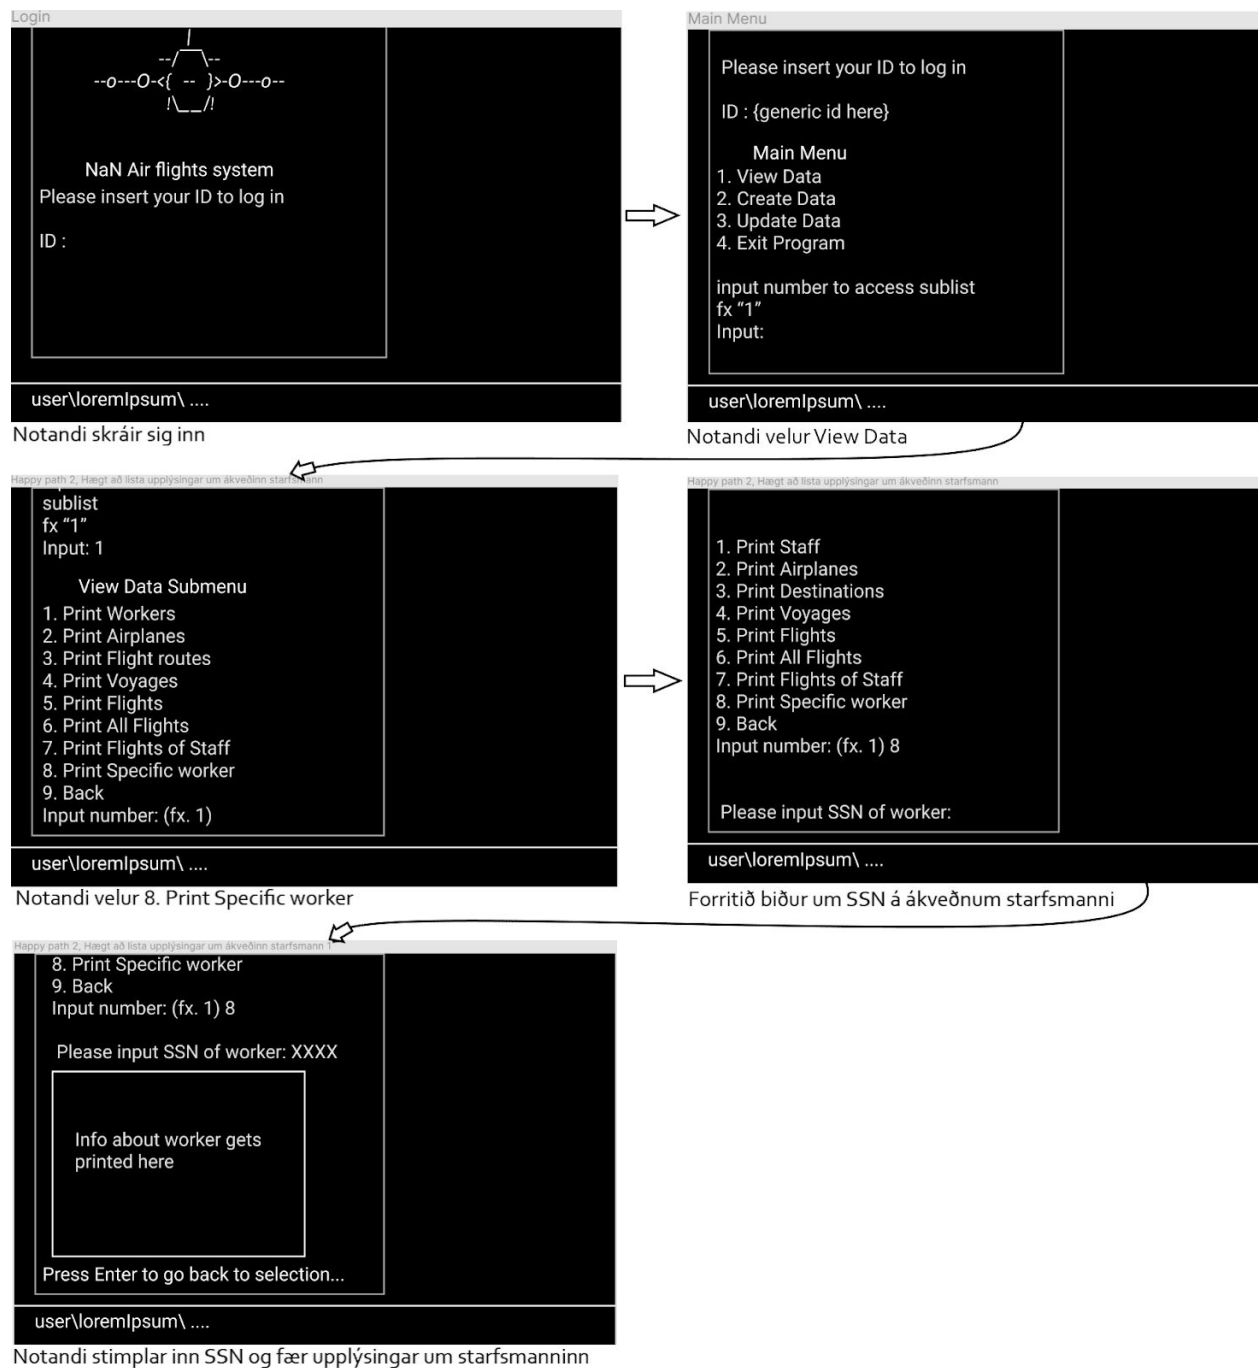 Login
--/‾‾\--
--o---O-<{ -- }>-O---o--
!\__/!
NaN Air flights system
Please insert your ID to log in
ID :
user\loremIpsum\ ....
Notandi skráir sig inn
Main Menu
Please insert your ID to log in
ID : {generic id here}
Main Menu
1. View Data
2. Create Data
3. Update Data
4. Exit Program
input number to access sublist
fx “1”
Input:
user\loremIpsum\ ....
Notandi velur View Data
Happy path 2, Hægt að lista upplýsingar um ákveðinn starfsmann
sublist
fx “1”
Input: 1
View Data Submenu
1. Print Workers
2. Print Airplanes
3. Print Flight routes
4. Print Voyages
5. Print Flights
6. Print All Flights
7. Print Flights of Staff
8. Print Specific worker
9. Back
Input number: (fx. 1)
user\loremIpsum\ ....
Notandi velur 8. Print Specific worker
Happy path 2, Hægt að lista upplýsingar um ákveðinn starfsmann
1. Print Staff
2. Print Airplanes
3. Print Destinations
4. Print Voyages
5. Print Flights
6. Print All Flights
7. Print Flights of Staff
8. Print Specific worker
9. Back
Input number: (fx. 1) 8
Please input SSN of worker:
user\loremIpsum\ ....
Forritið biður um SSN á ákveðnum starfsmanni
Happy path 2, Hægt að lista upplýsingar um ákveðinn starfsmann 1
8. Print Specific worker
9. Back
Input number: (fx. 1) 8
Please input SSN of worker: XXXX
Info about worker gets
printed here
Press Enter to go back to selection...
user\loremIpsum\ ....
Notandi stimplar inn SSN og fær upplýsingar um starfsmanninn